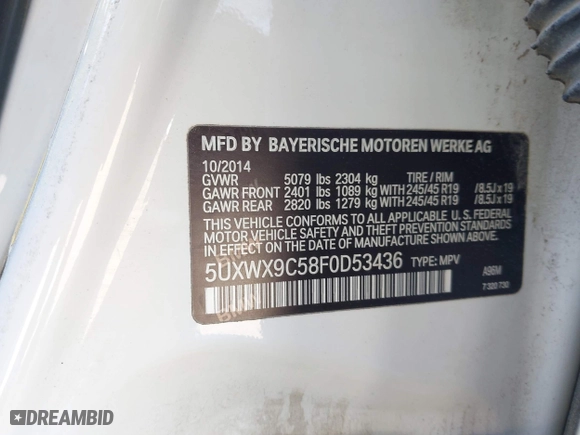 MFD BY BAYERISCHE MOTOREN WERKE AG
10/2014
GVWR 5079 lbs 2304 kg TIRE / RIM
GAWR FRONT 2401 lbs 1089 kg WITH 245/45 R19 /8.5J x 19
GAWR REAR 2820 lbs 1279 kg WITH 245/45 R19 /8.5J x 19
THIS VEHICLE CONFORMS TO ALL APPLICABLE U. S. FEDERAL
MOTOR VEHICLE SAFETY, BUMPER, AND THEFT PREVENTION
STANDARDS IN EFFECT ON THE DATE OF MANUFACTURE SHOWN ABOVE.
5UXWX9C58F0D53436 TYPE: MPV
A96M
7 320 730
DREAMBID